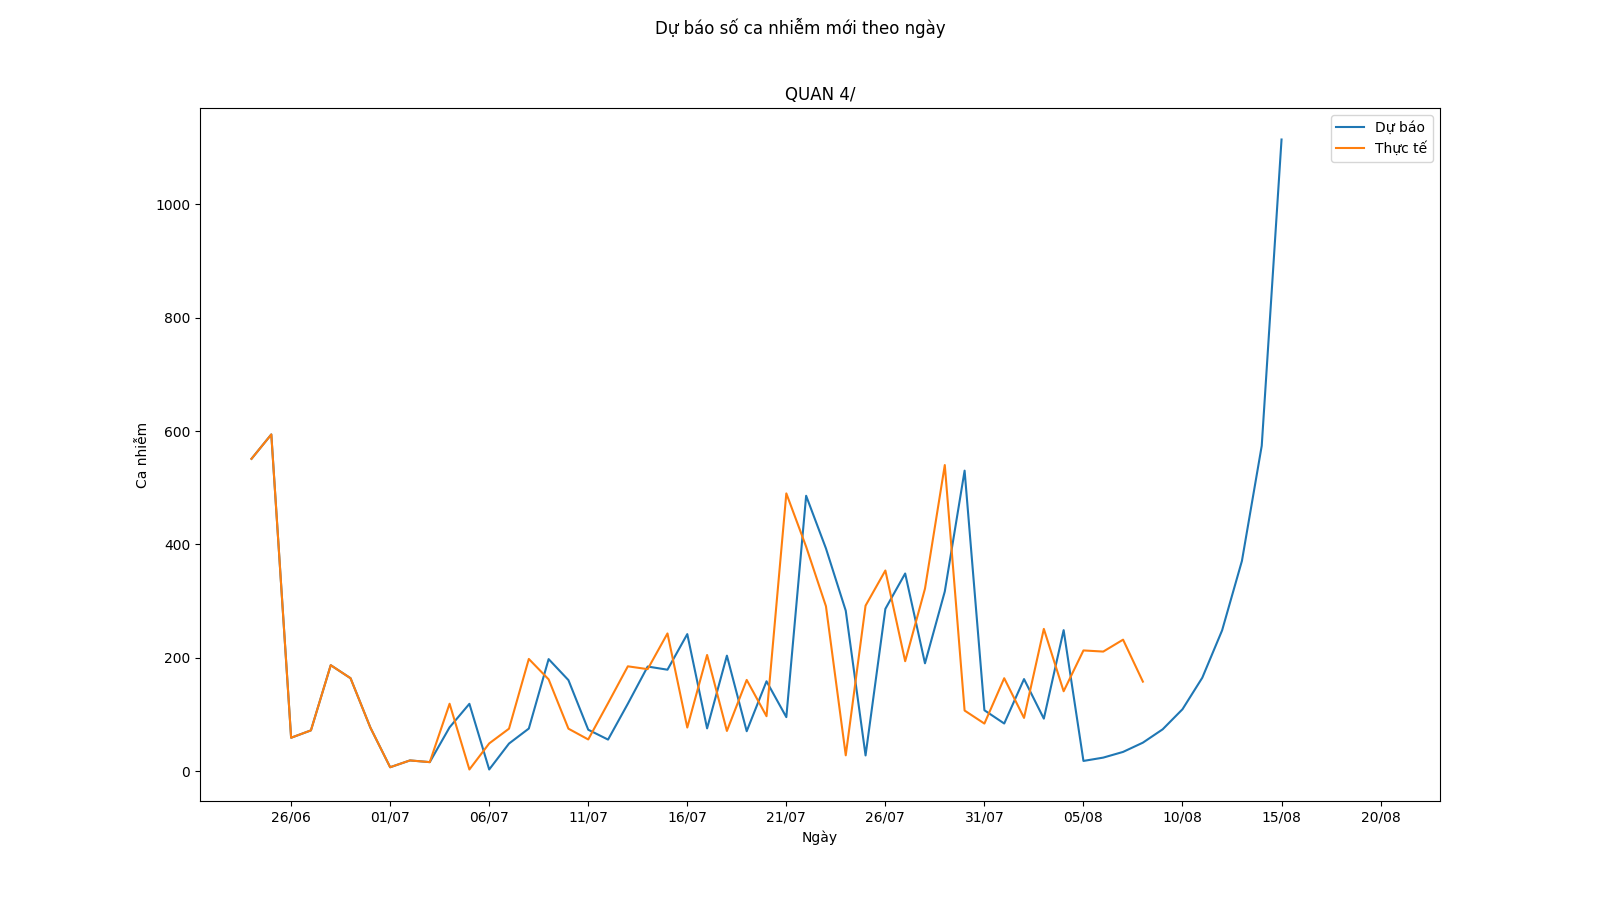 Dự báo số ca nhiễm mới theo ngày
QUAN 4/
Dự báo
Thực tế
1000
800
600
400
200
0
Ca nhiễm
26/06 01/07 06/07 11/07 16/07 21/07 26/07 31/07 05/08 10/08 15/08 20/08
Ngày